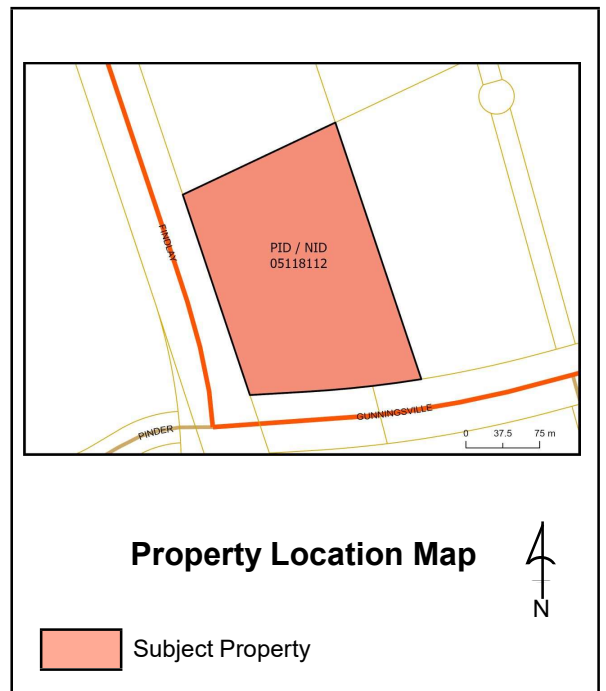 FINDLAY
PID / NID
05118112
GUNNINGSVILLE
PINDER
0 37.5 75 m
Property Location Map
N
Subject Property